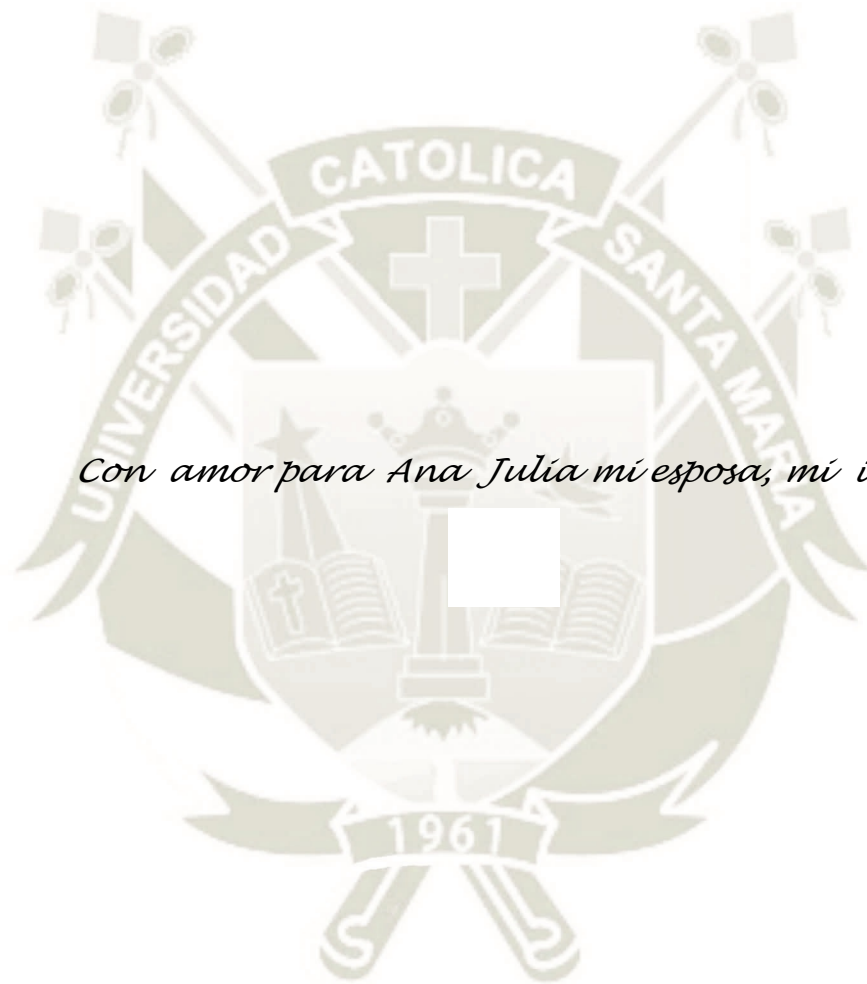 CATOLICA
UNIVERSIDAD
SANTA MARIA
Con amor para Ana Julia mi esposa, mi i
1961